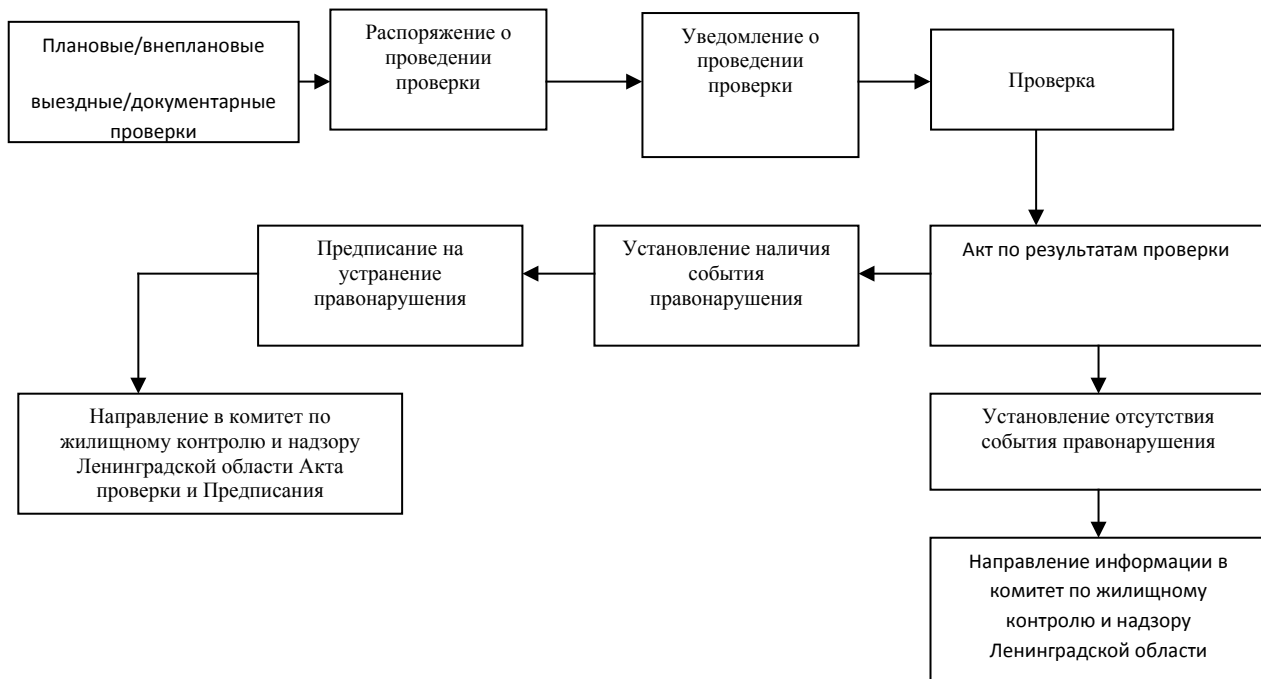 Плановые/внеплановые
выездные/документарные
проверки
Распоряжение о
проведении
проверки
Уведомление о
проведении
проверки
Проверка
Предписание на
устранение
правонарушения
Установление наличия
события
правонарушения
Акт по результатам проверки
Направление в комитет по
жилищному контролю и надзору
Ленинградской области Акта
проверки и Предписания
Установление отсутствия
события правонарушения
Направление информации в
комитет по жилищному
контролю и надзору
Ленинградской области